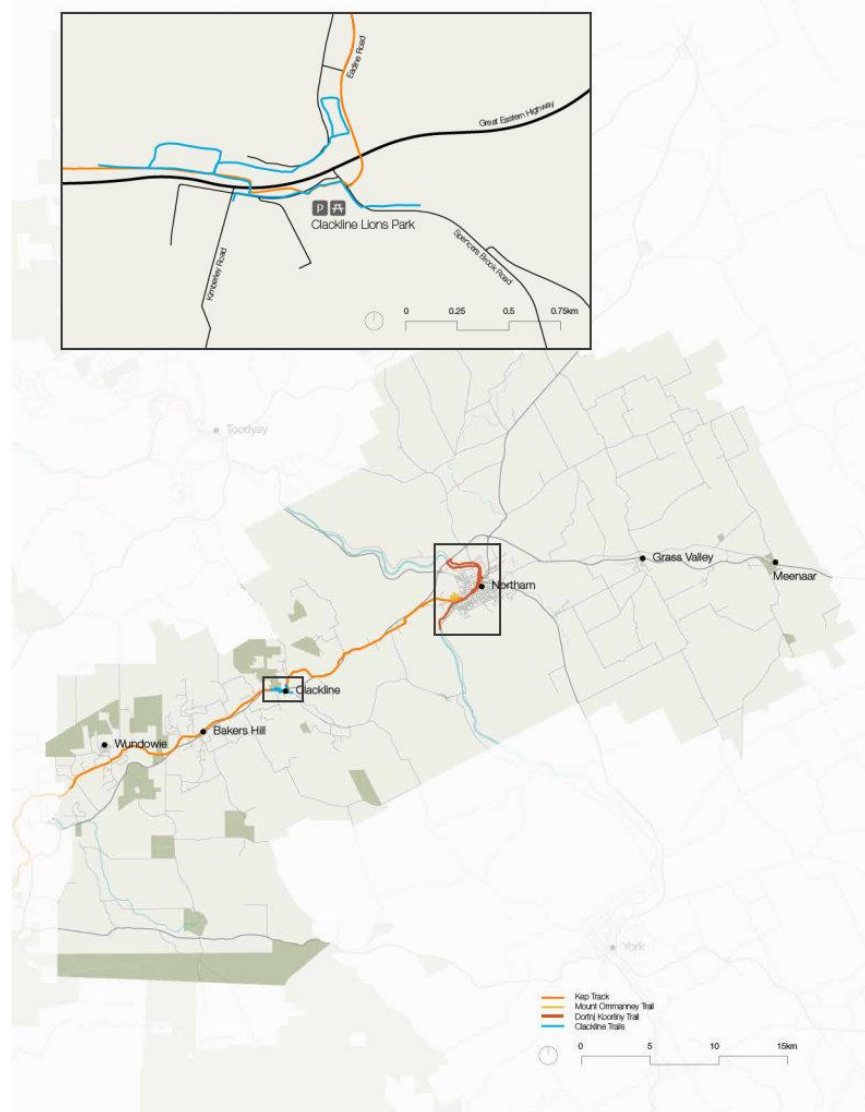 Eadine Road
Great Eastern Highway
P
Clackline Lions Park
Kimberley Road
Spencers Brook Road
0 0.25 0.5 0.75km
Toodyay
Grass Valley
Meenaar
Northam
Clackline
Bakers Hill
Wundowie
York
Kep Track
Mount Ommanney Trail
Dortnj Koorliny Trail
Clackline Trails
0 5 10 15km